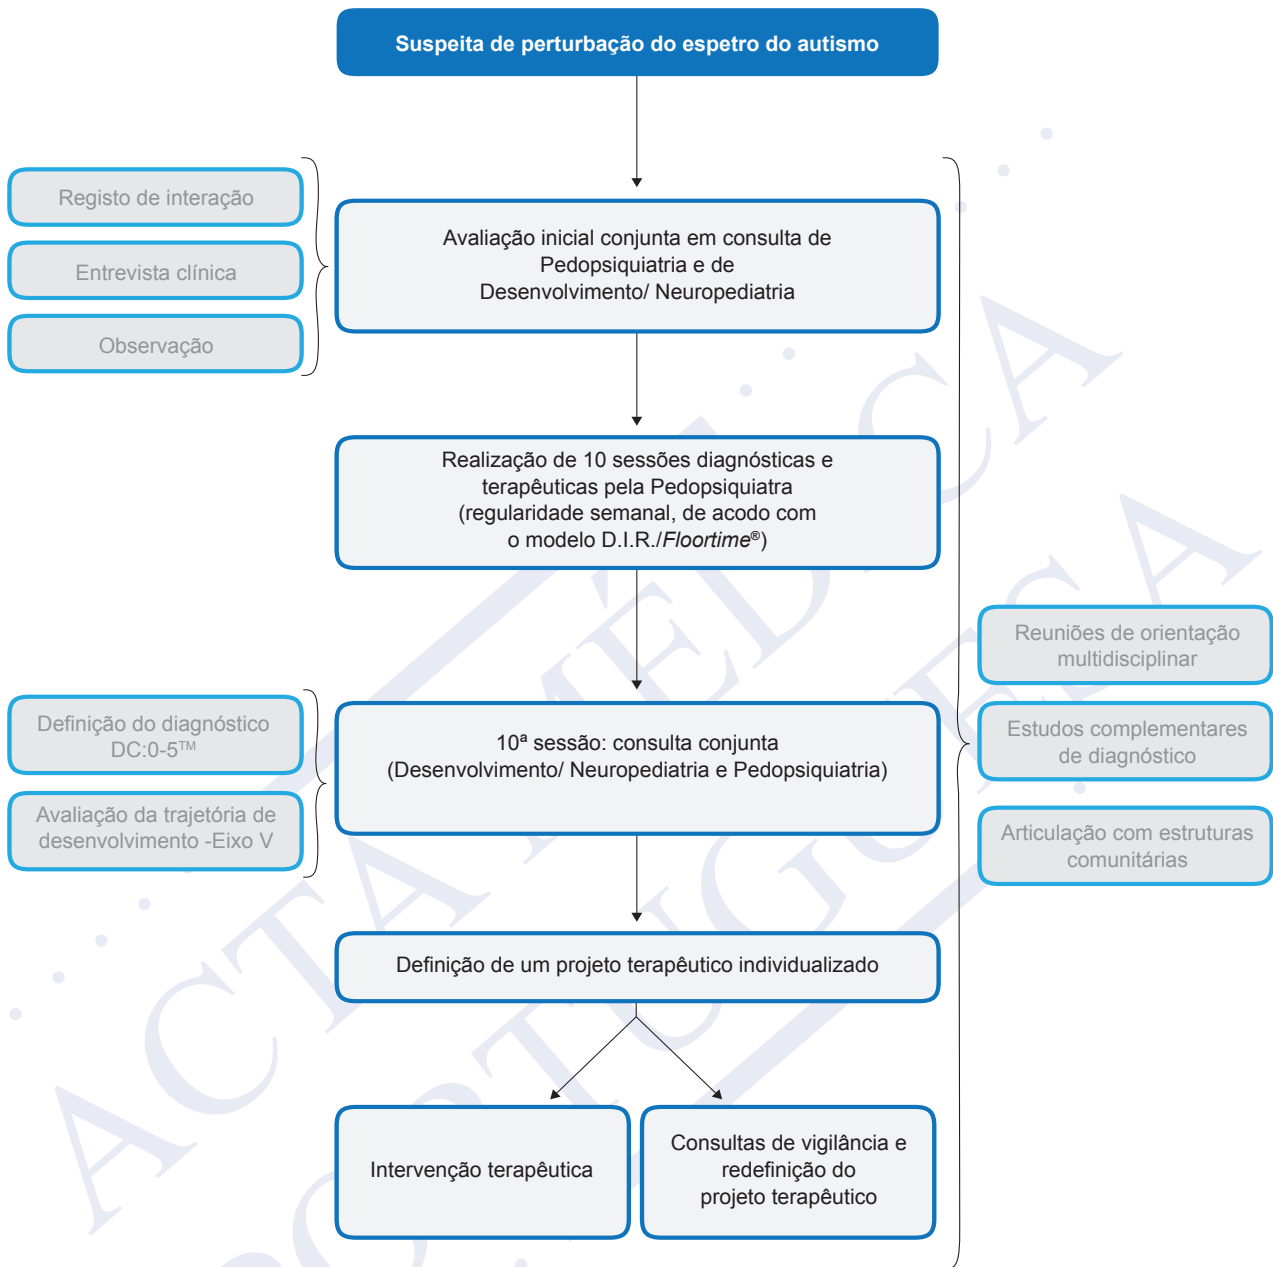 Suspeita de perturbação do espetro do autismo
Registo de interação
Entrevista clínica
Observação
Avaliação inicial conjunta em consulta de
Pedopsiquiatria e de
Desenvolvimento/ Neuropediatria
Realização de 10 sessões diagnósticas e
terapêuticas pela Pedopsiquiatra
(regularidade semanal, de acodo com
o modelo D.I.R./Floortime®)
Definição do diagnóstico
DC:0-5™
Avaliação da trajetória de
desenvolvimento -Eixo V
10ª sessão: consulta conjunta
(Desenvolvimento/ Neuropediatria e Pedopsiquiatria)
Reuniões de orientação
multidisciplinar
Estudos complementares
de diagnóstico
Articulação com estruturas
comunitárias
Definição de um projeto terapêutico individualizado
Intervenção terapêutica
Consultas de vigilância e
redefinição do
projeto terapêutico
ACTA MÉDICA
PORTUGUESA